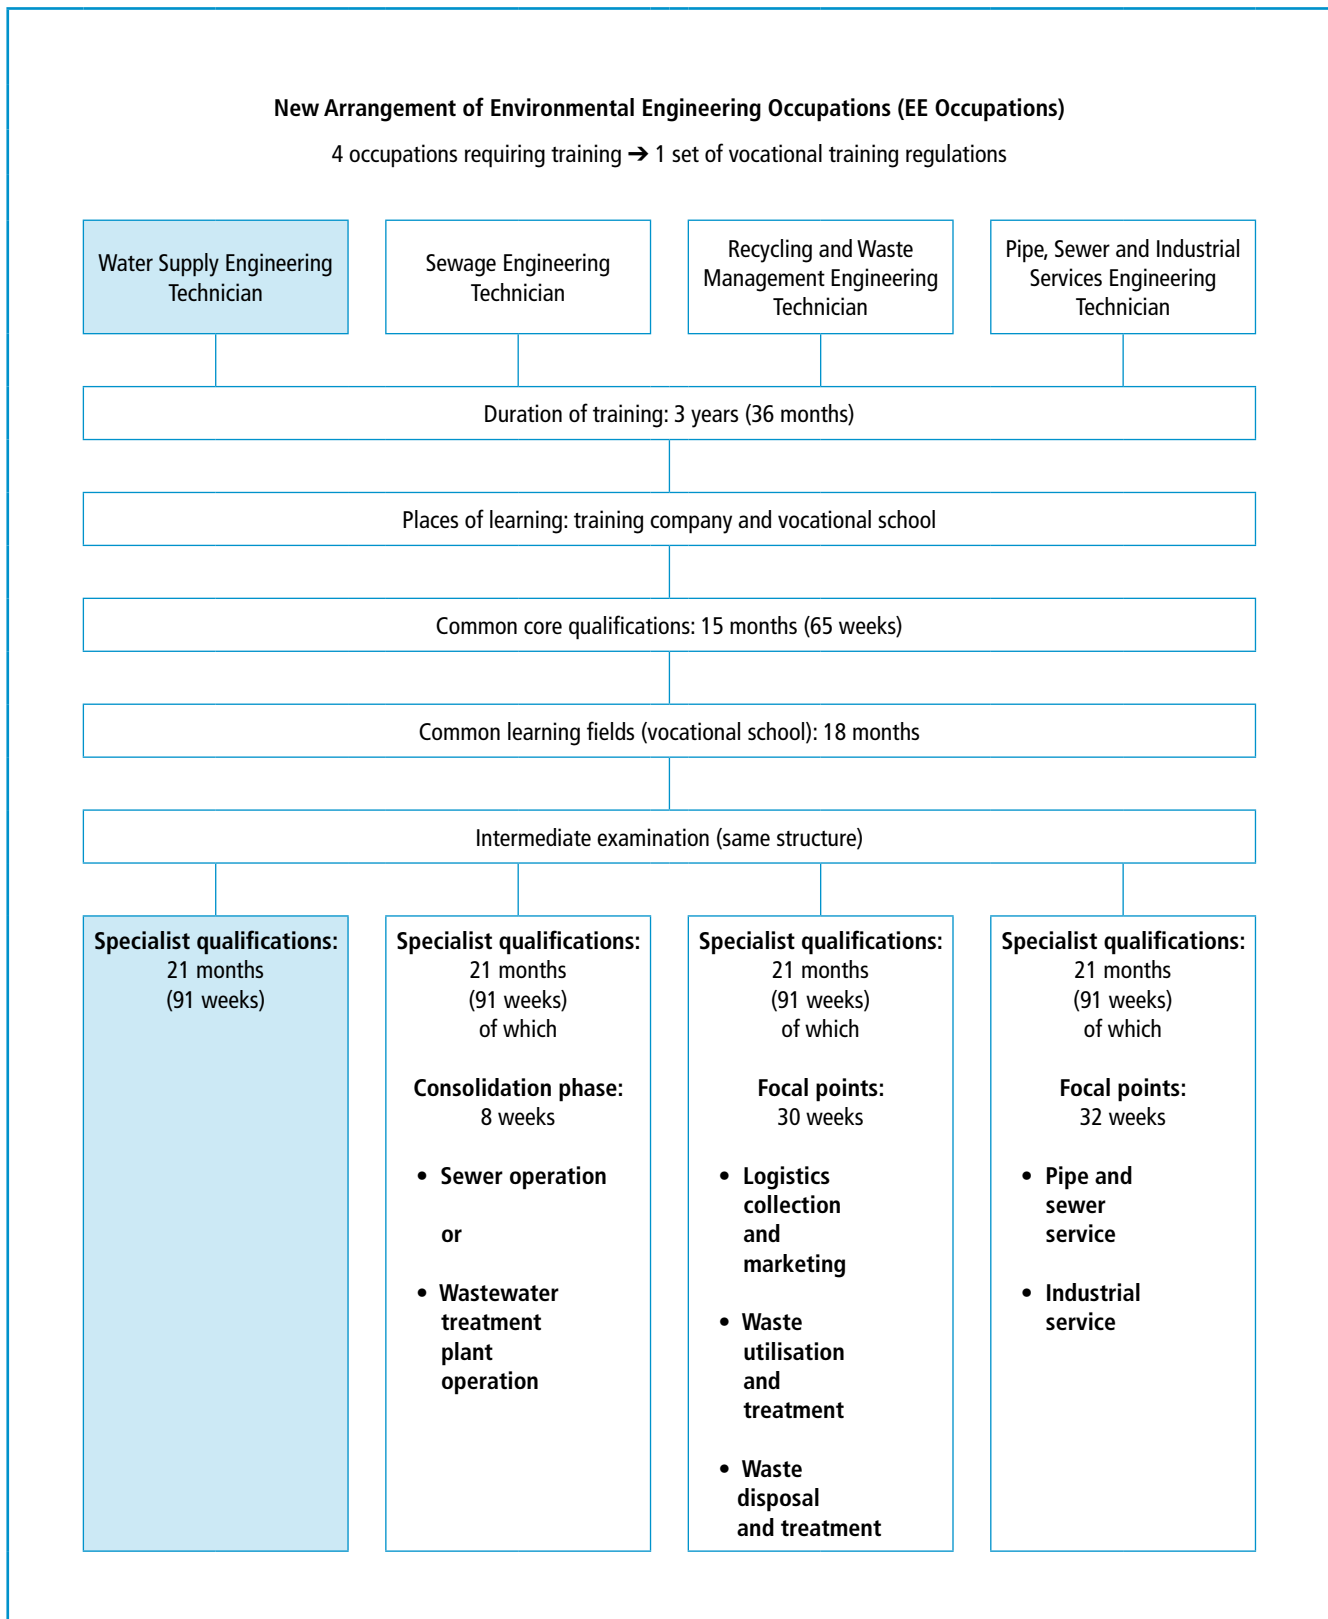 New Arrangement of Environmental Engineering Occupations (EE Occupations)
4 occupations requiring training ➔ 1 set of vocational training regulations
Water Supply Engineering
Technician
Sewage Engineering
Technician
Recycling and Waste
Management Engineering
Technician
Pipe, Sewer and Industrial
Services Engineering
Technician
Duration of training: 3 years (36 months)
Places of learning: training company and vocational school
Common core qualifications: 15 months (65 weeks)
Common learning fields (vocational school): 18 months
Intermediate examination (same structure)
Specialist qualifications:
21 months
(91 weeks)
Specialist qualifications:
21 months
(91 weeks)
of which
Consolidation phase:
8 weeks
• Sewer operation
or
• Wastewater
treatment
plant
operation
Specialist qualifications:
21 months
(91 weeks)
of which
Focal points:
30 weeks
• Logistics
collection
and
marketing
• Waste
utilisation
and
treatment
• Waste
disposal
and treatment
Specialist qualifications:
21 months
(91 weeks)
of which
Focal points:
32 weeks
• Pipe and
sewer
service
• Industrial
service